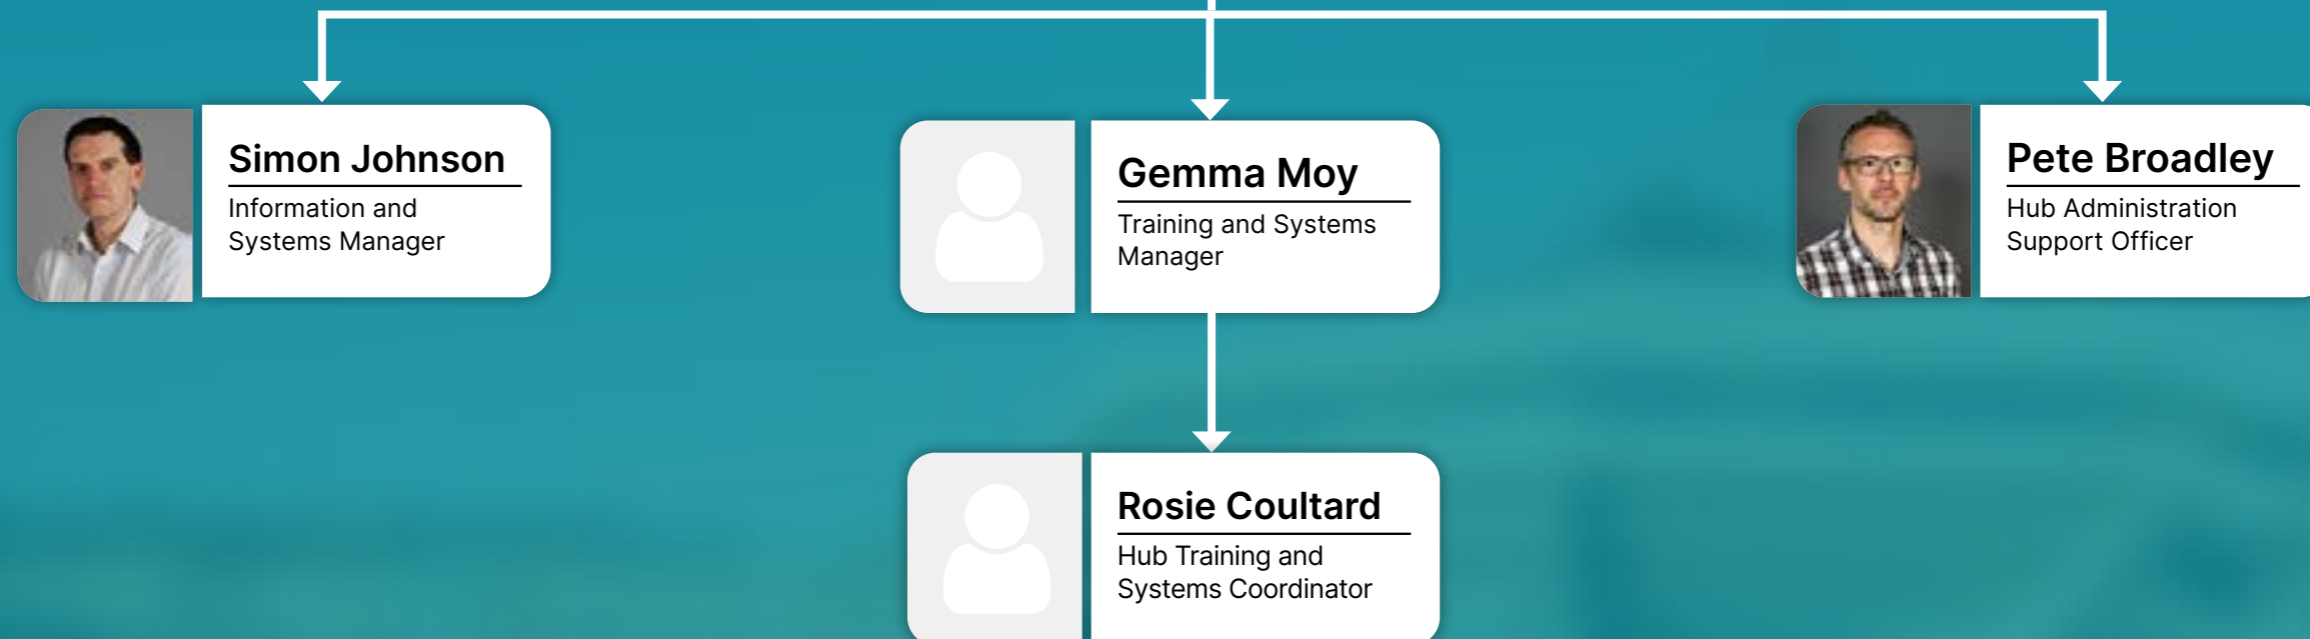 Simon Johnson
Information and
Systems Manager
Gemma Moy
Training and Systems
Manager
Pete Broadley
Hub Administration
Support Officer
Rosie Coultard
Hub Training and
Systems Coordinator